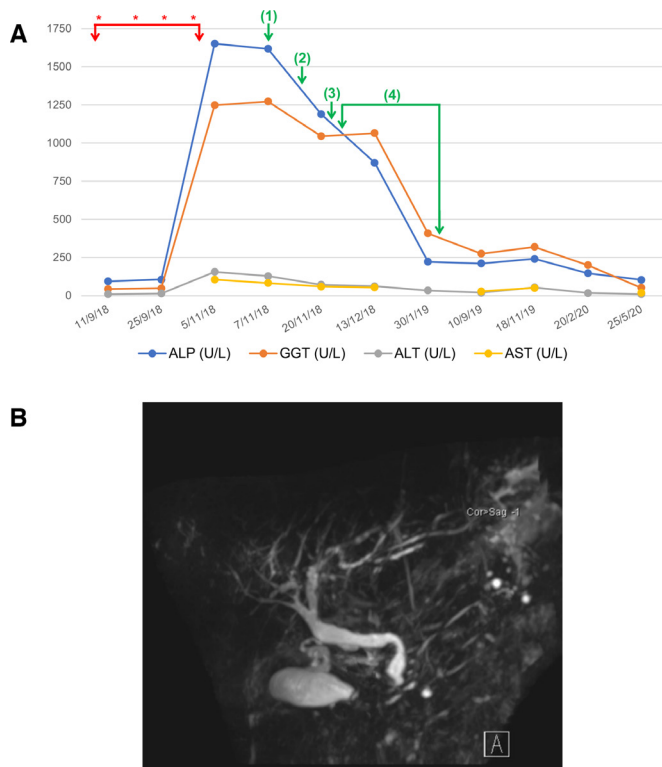 A
* * * *
(1)
(2)
(3)
(4)
1750
1500
1250
1000
750
500
250
0
11/9/18 25/9/18 5/11/18 7/11/18 20/11/18 13/12/18 30/1/19 10/9/19 18/11/19 20/2/20 25/5/20
ALP (U/L) GGT (U/L) ALT (U/L) AST (U/L)
B
Cor>Sag -1
A